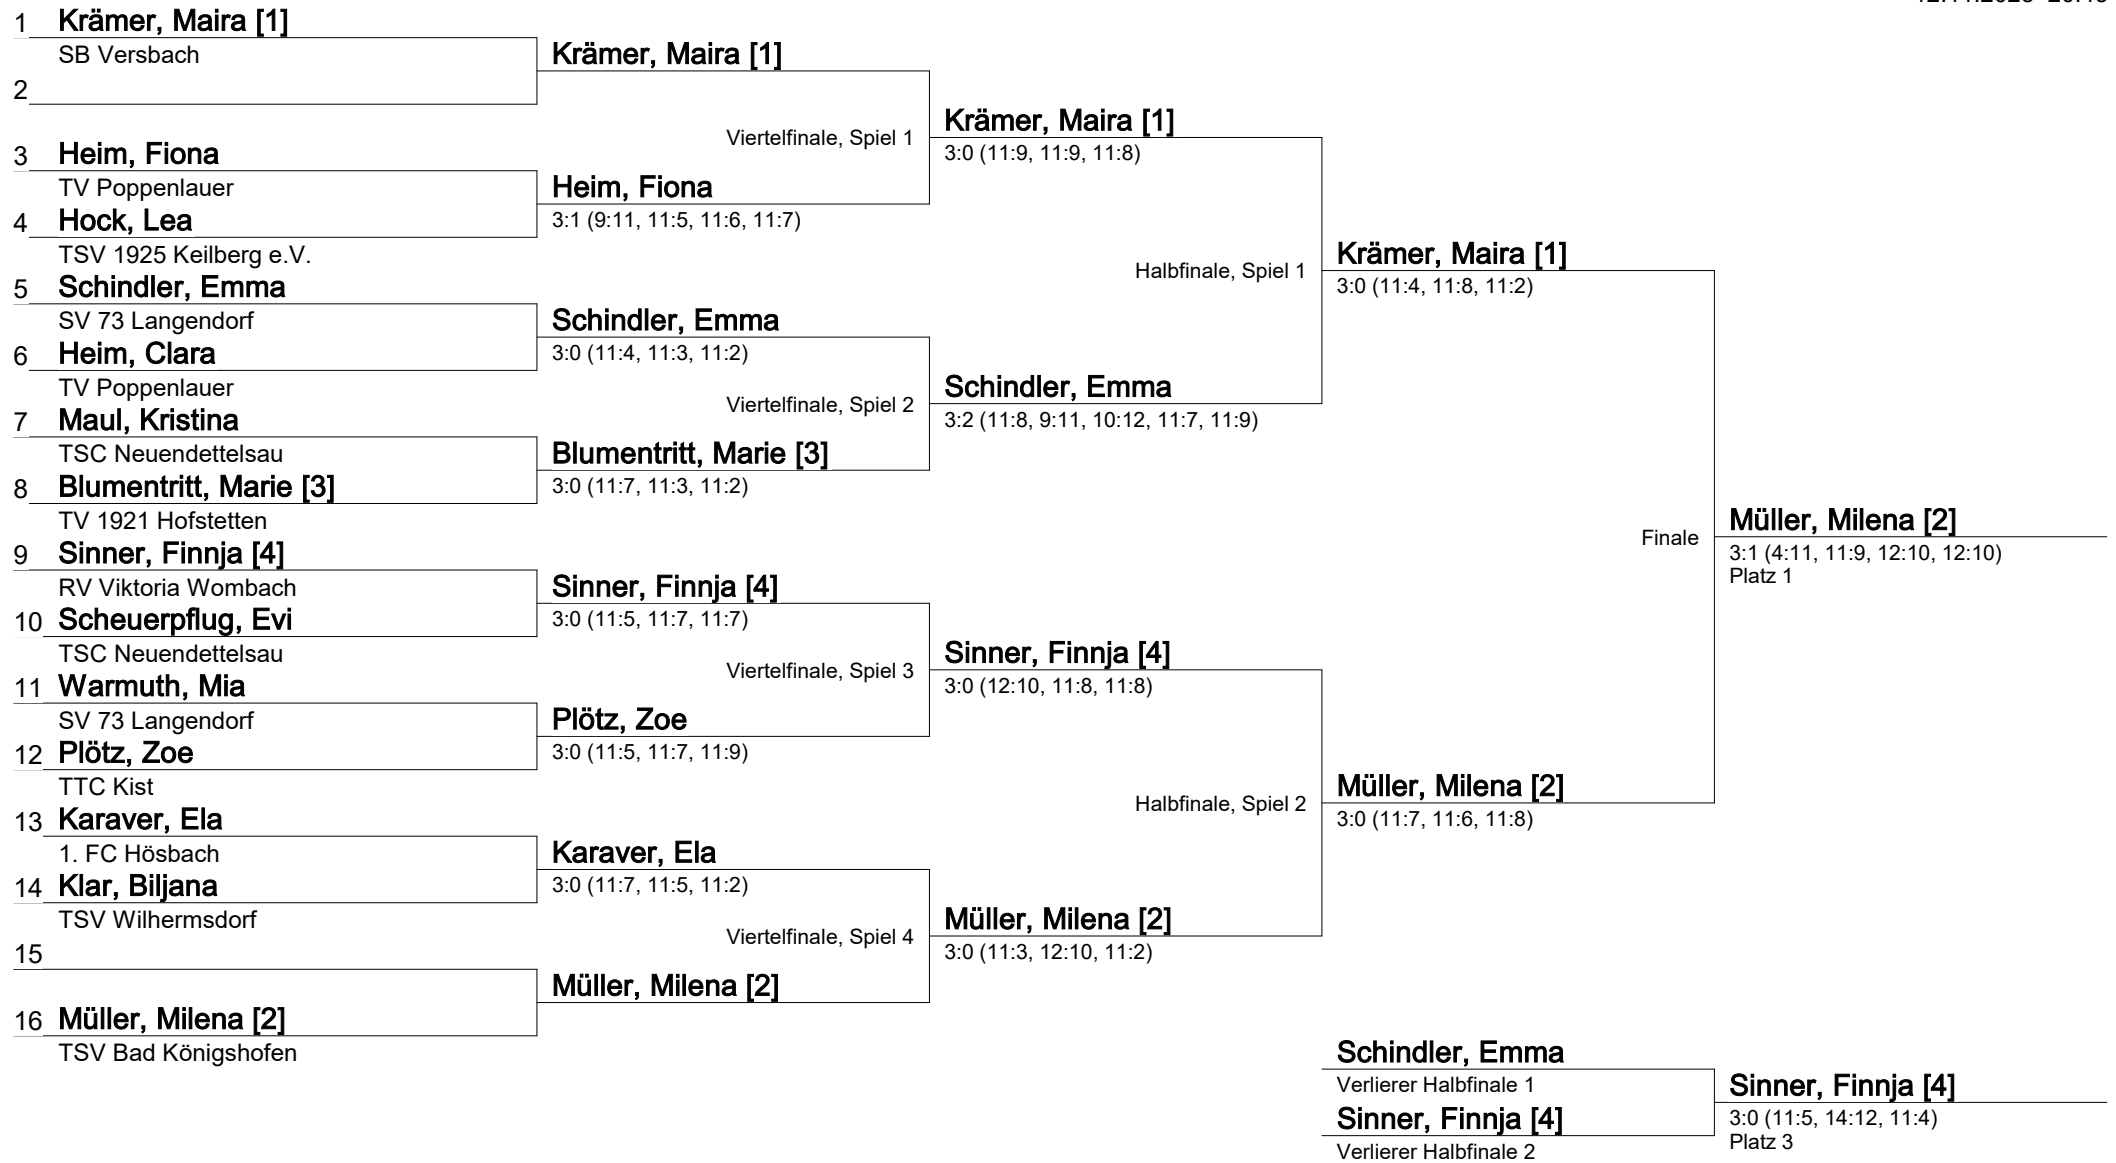 1 Krämer, Maira [1]
SB Versbach
Krämer, Maira [1]
2
Viertelfinale, Spiel 1
Krämer, Maira [1]
3:0 (11:9, 11:9, 11:8)
3 Heim, Fiona
TV Poppenlauer
Heim, Fiona
3:1 (9:11, 11:5, 11:6, 11:7)
4 Hock, Lea
TSV 1925 Keilberg e.V.
Halbfinale, Spiel 1
Krämer, Maira [1]
3:0 (11:4, 11:8, 11:2)
5 Schindler, Emma
SV 73 Langendorf
Schindler, Emma
3:0 (11:4, 11:3, 11:2)
6 Heim, Clara
TV Poppenlauer
Viertelfinale, Spiel 2
Schindler, Emma
3:2 (11:8, 9:11, 10:12, 11:7, 11:9)
7 Maul, Kristina
TSC Neuendettelsau
Blumentritt, Marie [3]
3:0 (11:7, 11:3, 11:2)
8 Blumentritt, Marie [3]
TV 1921 Hofstetten
Finale
Müller, Milena [2]
3:1 (4:11, 11:9, 12:10, 12:10)
Platz 1
9 Sinner, Finnja [4]
RV Viktoria Wombach
Sinner, Finnja [4]
3:0 (11:5, 11:7, 11:7)
10 Scheuerpflug, Evi
TSC Neuendettelsau
Viertelfinale, Spiel 3
Sinner, Finnja [4]
3:0 (12:10, 11:8, 11:8)
11 Warmuth, Mia
SV 73 Langendorf
Plötz, Zoe
3:0 (11:5, 11:7, 11:9)
12 Plötz, Zoe
TTC Kist
Halbfinale, Spiel 2
Müller, Milena [2]
3:0 (11:7, 11:6, 11:8)
13 Karaver, Ela
1. FC Hösbach
Karaver, Ela
3:0 (11:7, 11:5, 11:2)
14 Klar, Biljana
TSV Wilhermsdorf
Viertelfinale, Spiel 4
Müller, Milena [2]
3:0 (11:3, 12:10, 11:2)
15
Müller, Milena [2]
16 Müller, Milena [2]
TSV Bad Königshofen
Schindler, Emma
Verlierer Halbfinale 1
Sinner, Finnja [4]
3:0 (11:5, 14:12, 11:4)
Platz 3
Sinner, Finnja [4]
Verlierer Halbfinale 2